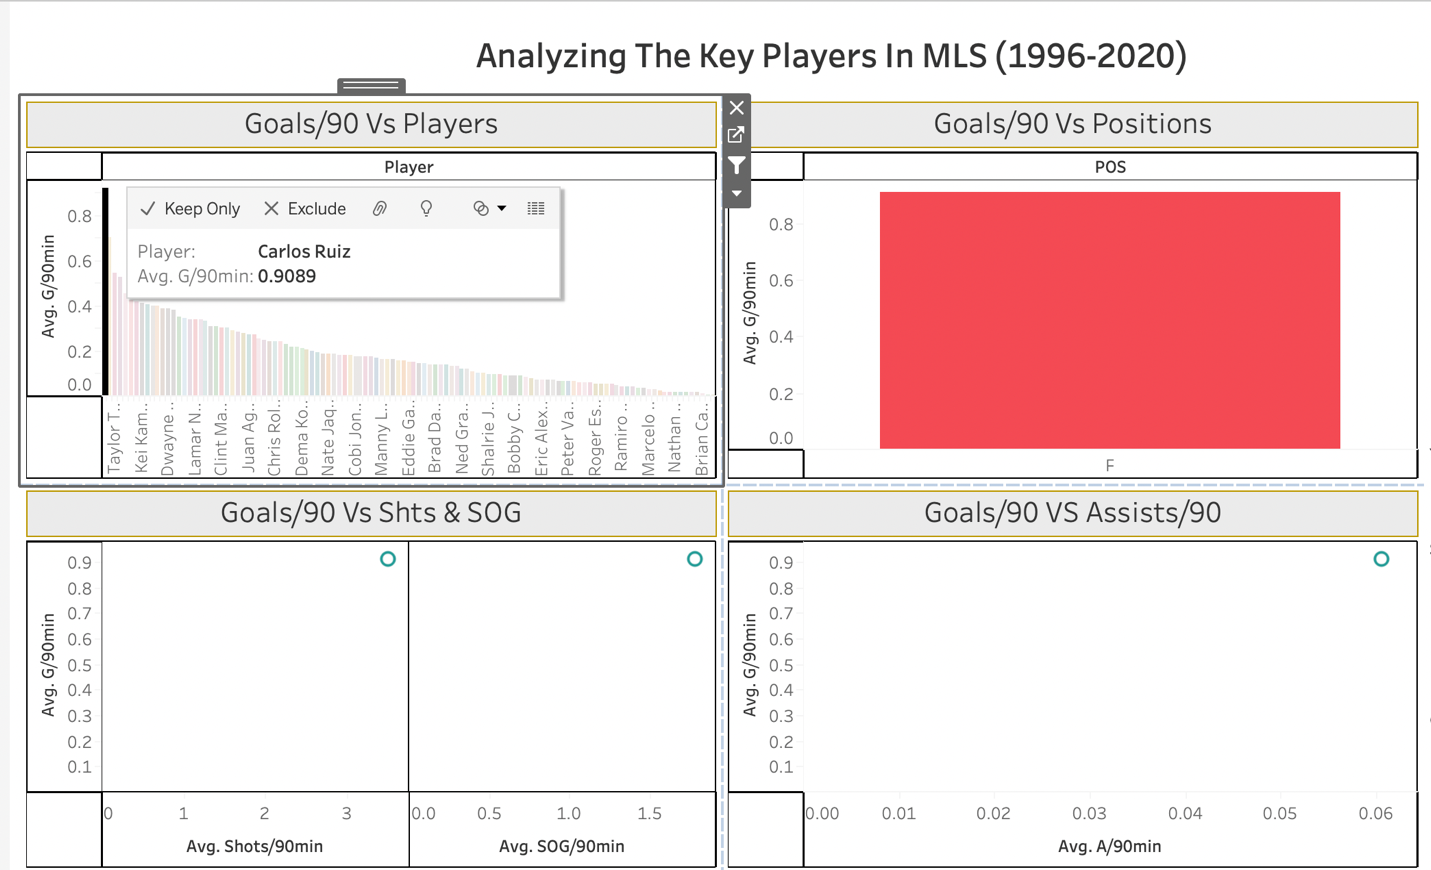 Analyzing The Key Players In MLS (1996-2020)
Goals/90 Vs Players
Player
Keep Only Exclude
Player: Carlos Ruiz
Avg. G/90min: 0.9089
Avg. G/90min
0.8
0.6
0.4
0.2
0.0
Taylor T.. Kei Kam.. Dwayne .. Lamar N.. Clint Ma.. Juan Ag.. Chris Rol.. Dema Ko.. Nate Jaq.. Cobi Jon.. Manny L.. Eddie Ga.. Brad Da.. Ned Gra.. Shalrie J.. Bobby C.. Eric Alex.. Peter Va.. Roger Es.. Ramiro .. Marcelo .. Nathan .. Brian Ca..
Goals/90 Vs Positions
POS
Avg. G/90min
0.8
0.6
0.4
0.2
0.0
F
Goals/90 Vs Shts & SOG
Avg. G/90min
0.9
0.8
0.7
0.6
0.5
0.4
0.3
0.2
0.1
0 1 2 3
Avg. Shots/90min
0.0 0.5 1.0 1.5
Avg. SOG/90min
Goals/90 VS Assists/90
Avg. G/90min
0.9
0.8
0.7
0.6
0.5
0.4
0.3
0.2
0.1
0.00 0.01 0.02 0.03 0.04 0.05 0.06
Avg. A/90min